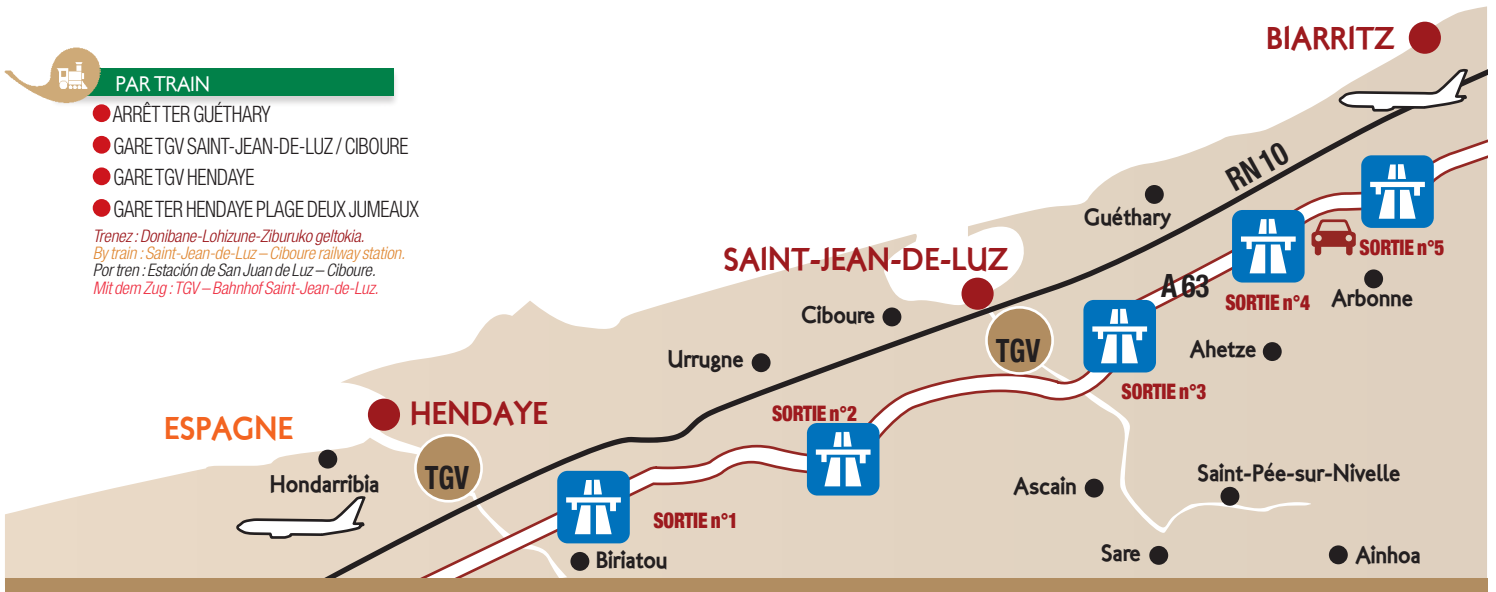 PAR TRAIN
ARRÊT TER GUÉTHARY
GARE TGV SAINT-JEAN-DE-LUZ / CIBOURE
GARE TGV HENDAYE
GARE TER HENDAYE PLAGE DEUX JUMEAUX
Trenez : Donibane-Lohizune-Ziburuko geltokia.
By train : Saint-Jean-de-Luz – Ciboure railway station.
Por tren : Estación de San Juan de Luz – Ciboure.
Mit dem Zug : TGV – Bahnhof Saint-Jean-de-Luz.
BIARRITZ
RN 10
Guéthary
SORTIE n°5
SAINT-JEAN-DE-LUZ
A 63
SORTIE n°4
Arbonne
Ciboure
Urrugne
TGV
Ahetze
SORTIE n°3
HENDAYE
SORTIE n°2
ESPAGNE
TGV
Hondarribia
Ascain
Saint-Pée-sur-Nivelle
SORTIE n°1
Biriatou
Sare
Ainhoa